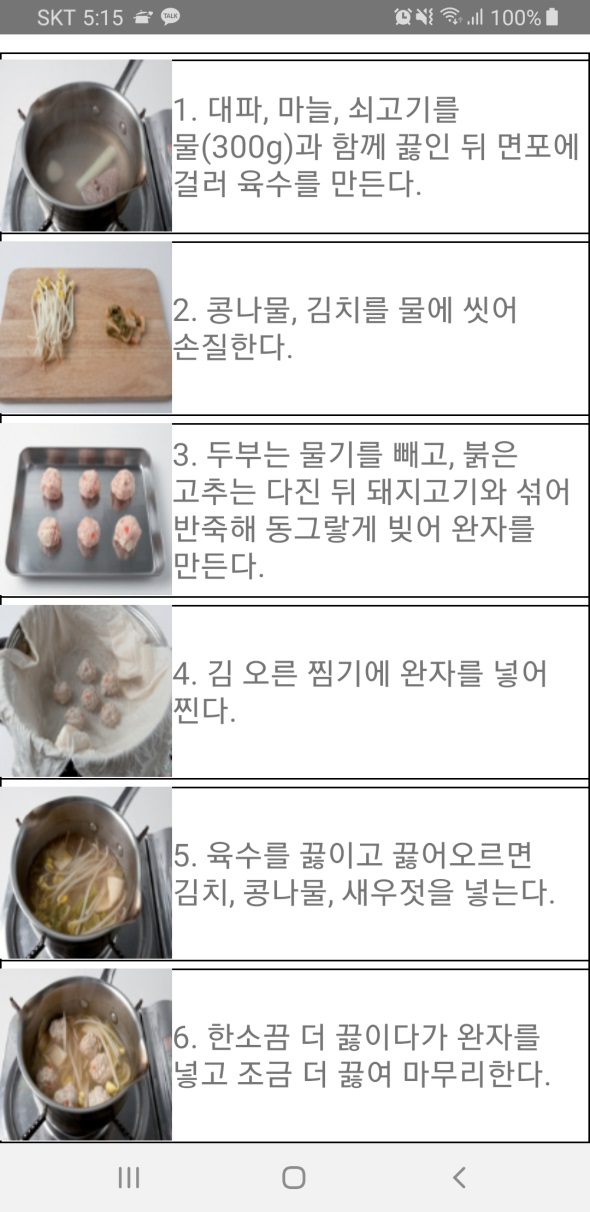 SKT 5:15 TALK 100%
1. 대파, 마늘, 쇠고기를
물(300g)과 함께 끓인 뒤 면포에
걸러 육수를 만든다.
2. 콩나물, 김치를 물에 씻어
손질한다.
3. 두부는 물기를 빼고, 붉은
고추는 다진 뒤 돼지고기와 섞어
반죽해 동그랗게 빚어 완자를
만든다.
4. 김 오른 찜기에 완자를 넣어
찐다.
5. 육수를 끓이고 끓어오르면
김치, 콩나물, 새우젓을 넣는다.
6. 한소끔 더 끓이다가 완자를
넣고 조금 더 끓여 마무리한다.